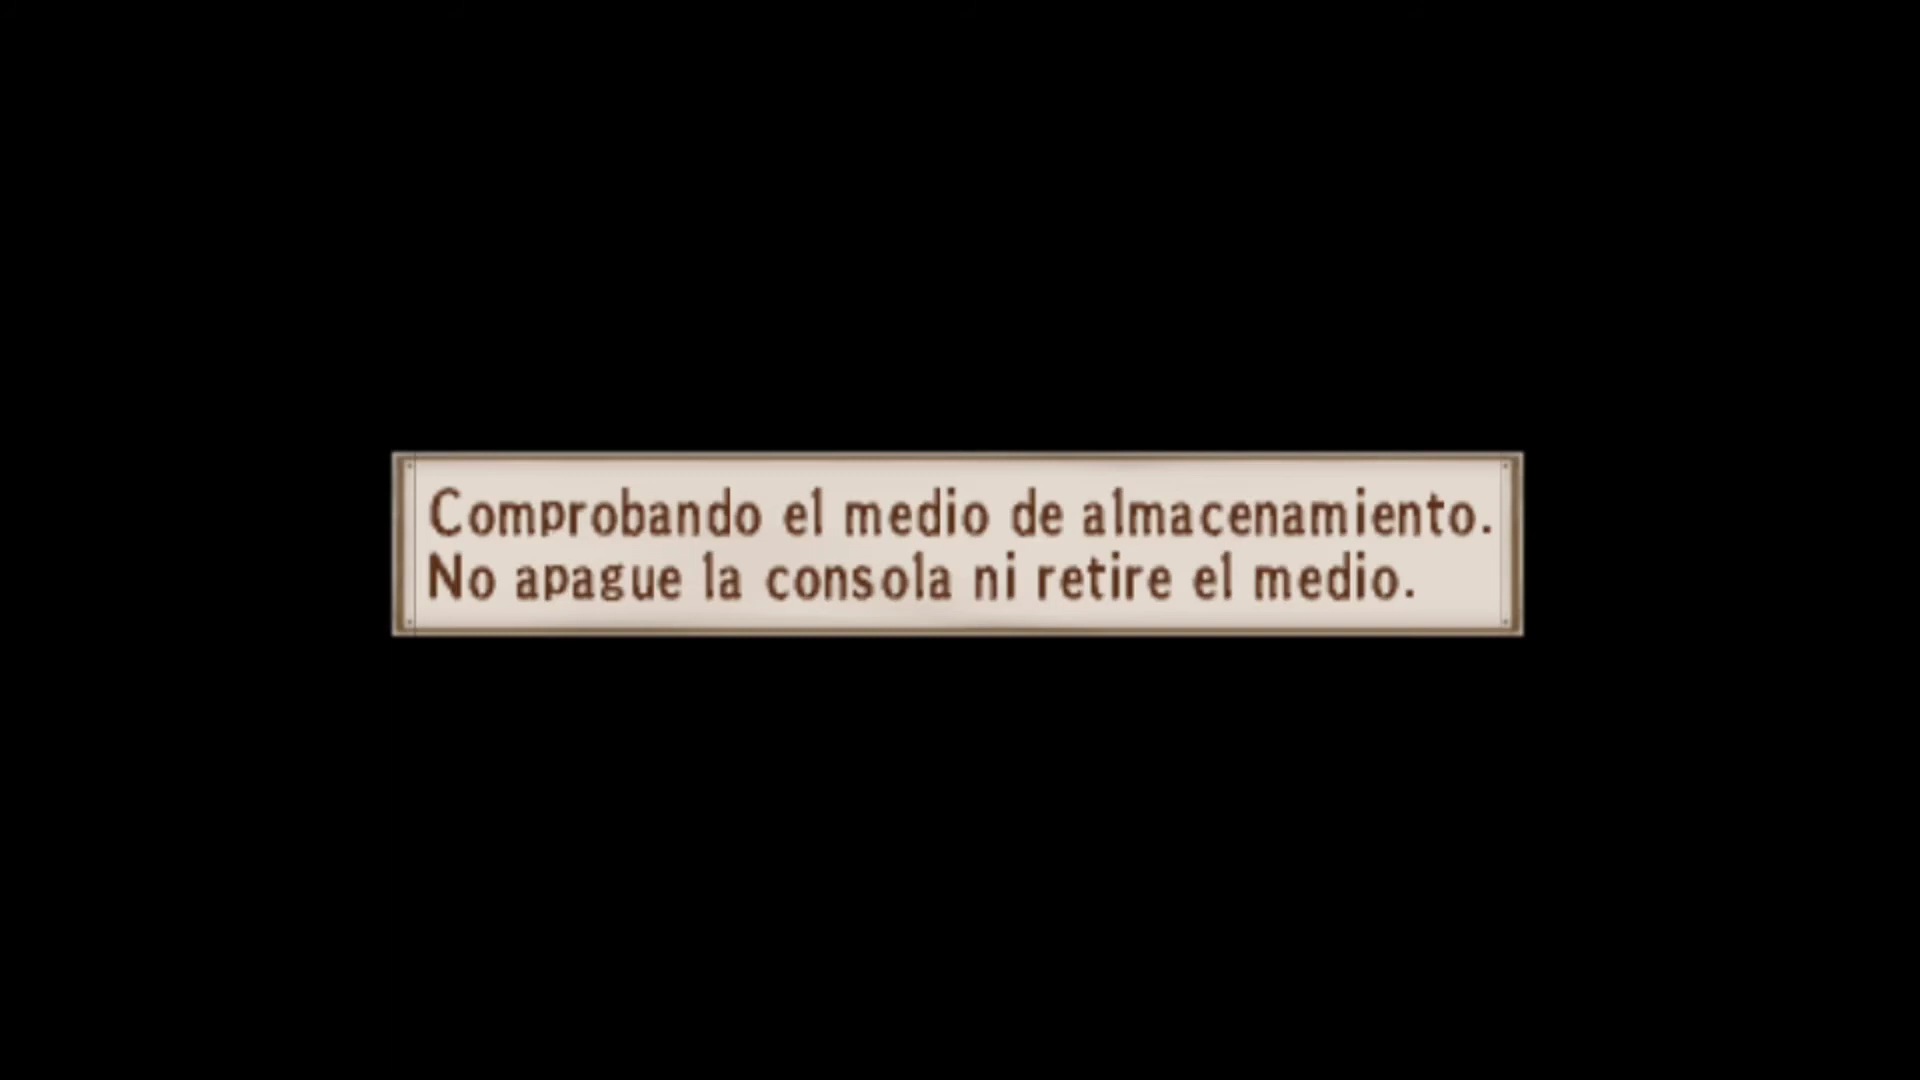 Comprobando el medio de almacenamiento.
No apague la consola ni retire el medio.